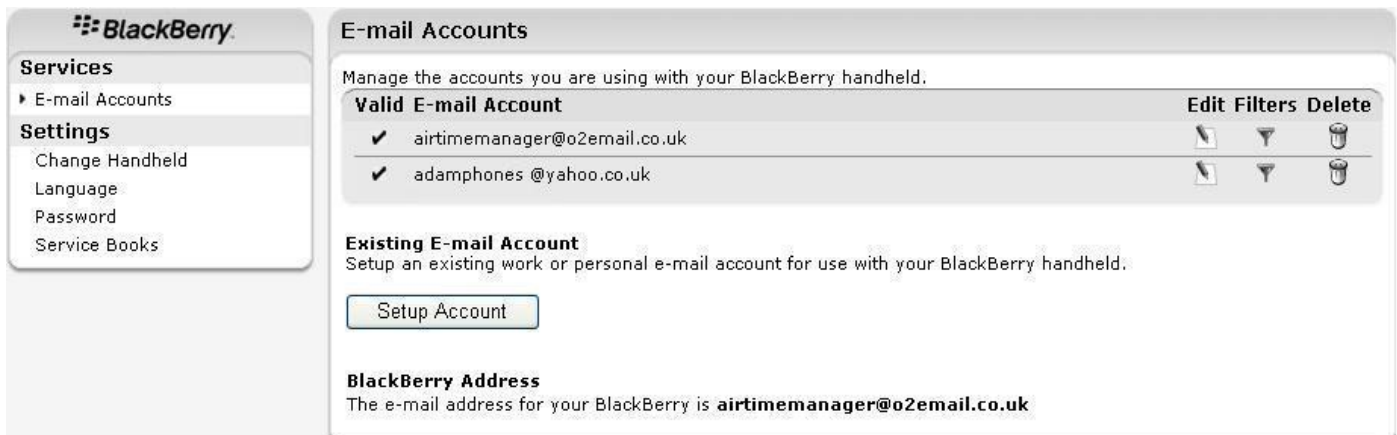 BlackBerry.
Services
E-mail Accounts
Settings
Change Handheld
Language
Password
Service Books
E-mail Accounts
Manage the accounts you are using with your BlackBerry handheld.
Valid E-mail Account Edit Filters Delete
airtimemanager@o2email.co.uk
adamphones @yahoo.co.uk
Existing E-mail Account
Setup an existing work or personal e-mail account for use with your BlackBerry handheld.
Setup Account
BlackBerry Address
The e-mail address for your BlackBerry is airtimemanager@o2email.co.uk